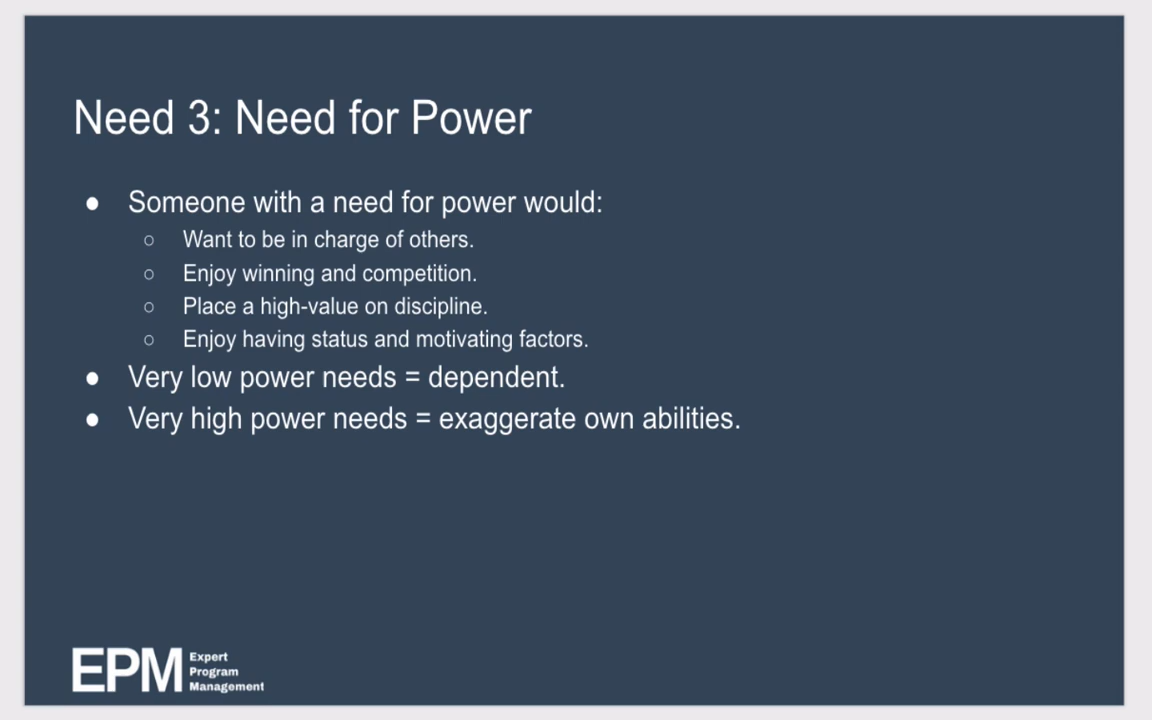 Need 3: Need for Power
● Someone with a need for power would:
○ Want to be in charge of others.
○ Enjoy winning and competition.
○ Place a high-value on discipline.
○ Enjoy having status and motivating factors.
● Very low power needs = dependent.
● Very high power needs = exaggerate own abilities.
EPM
Expert
Program
Management